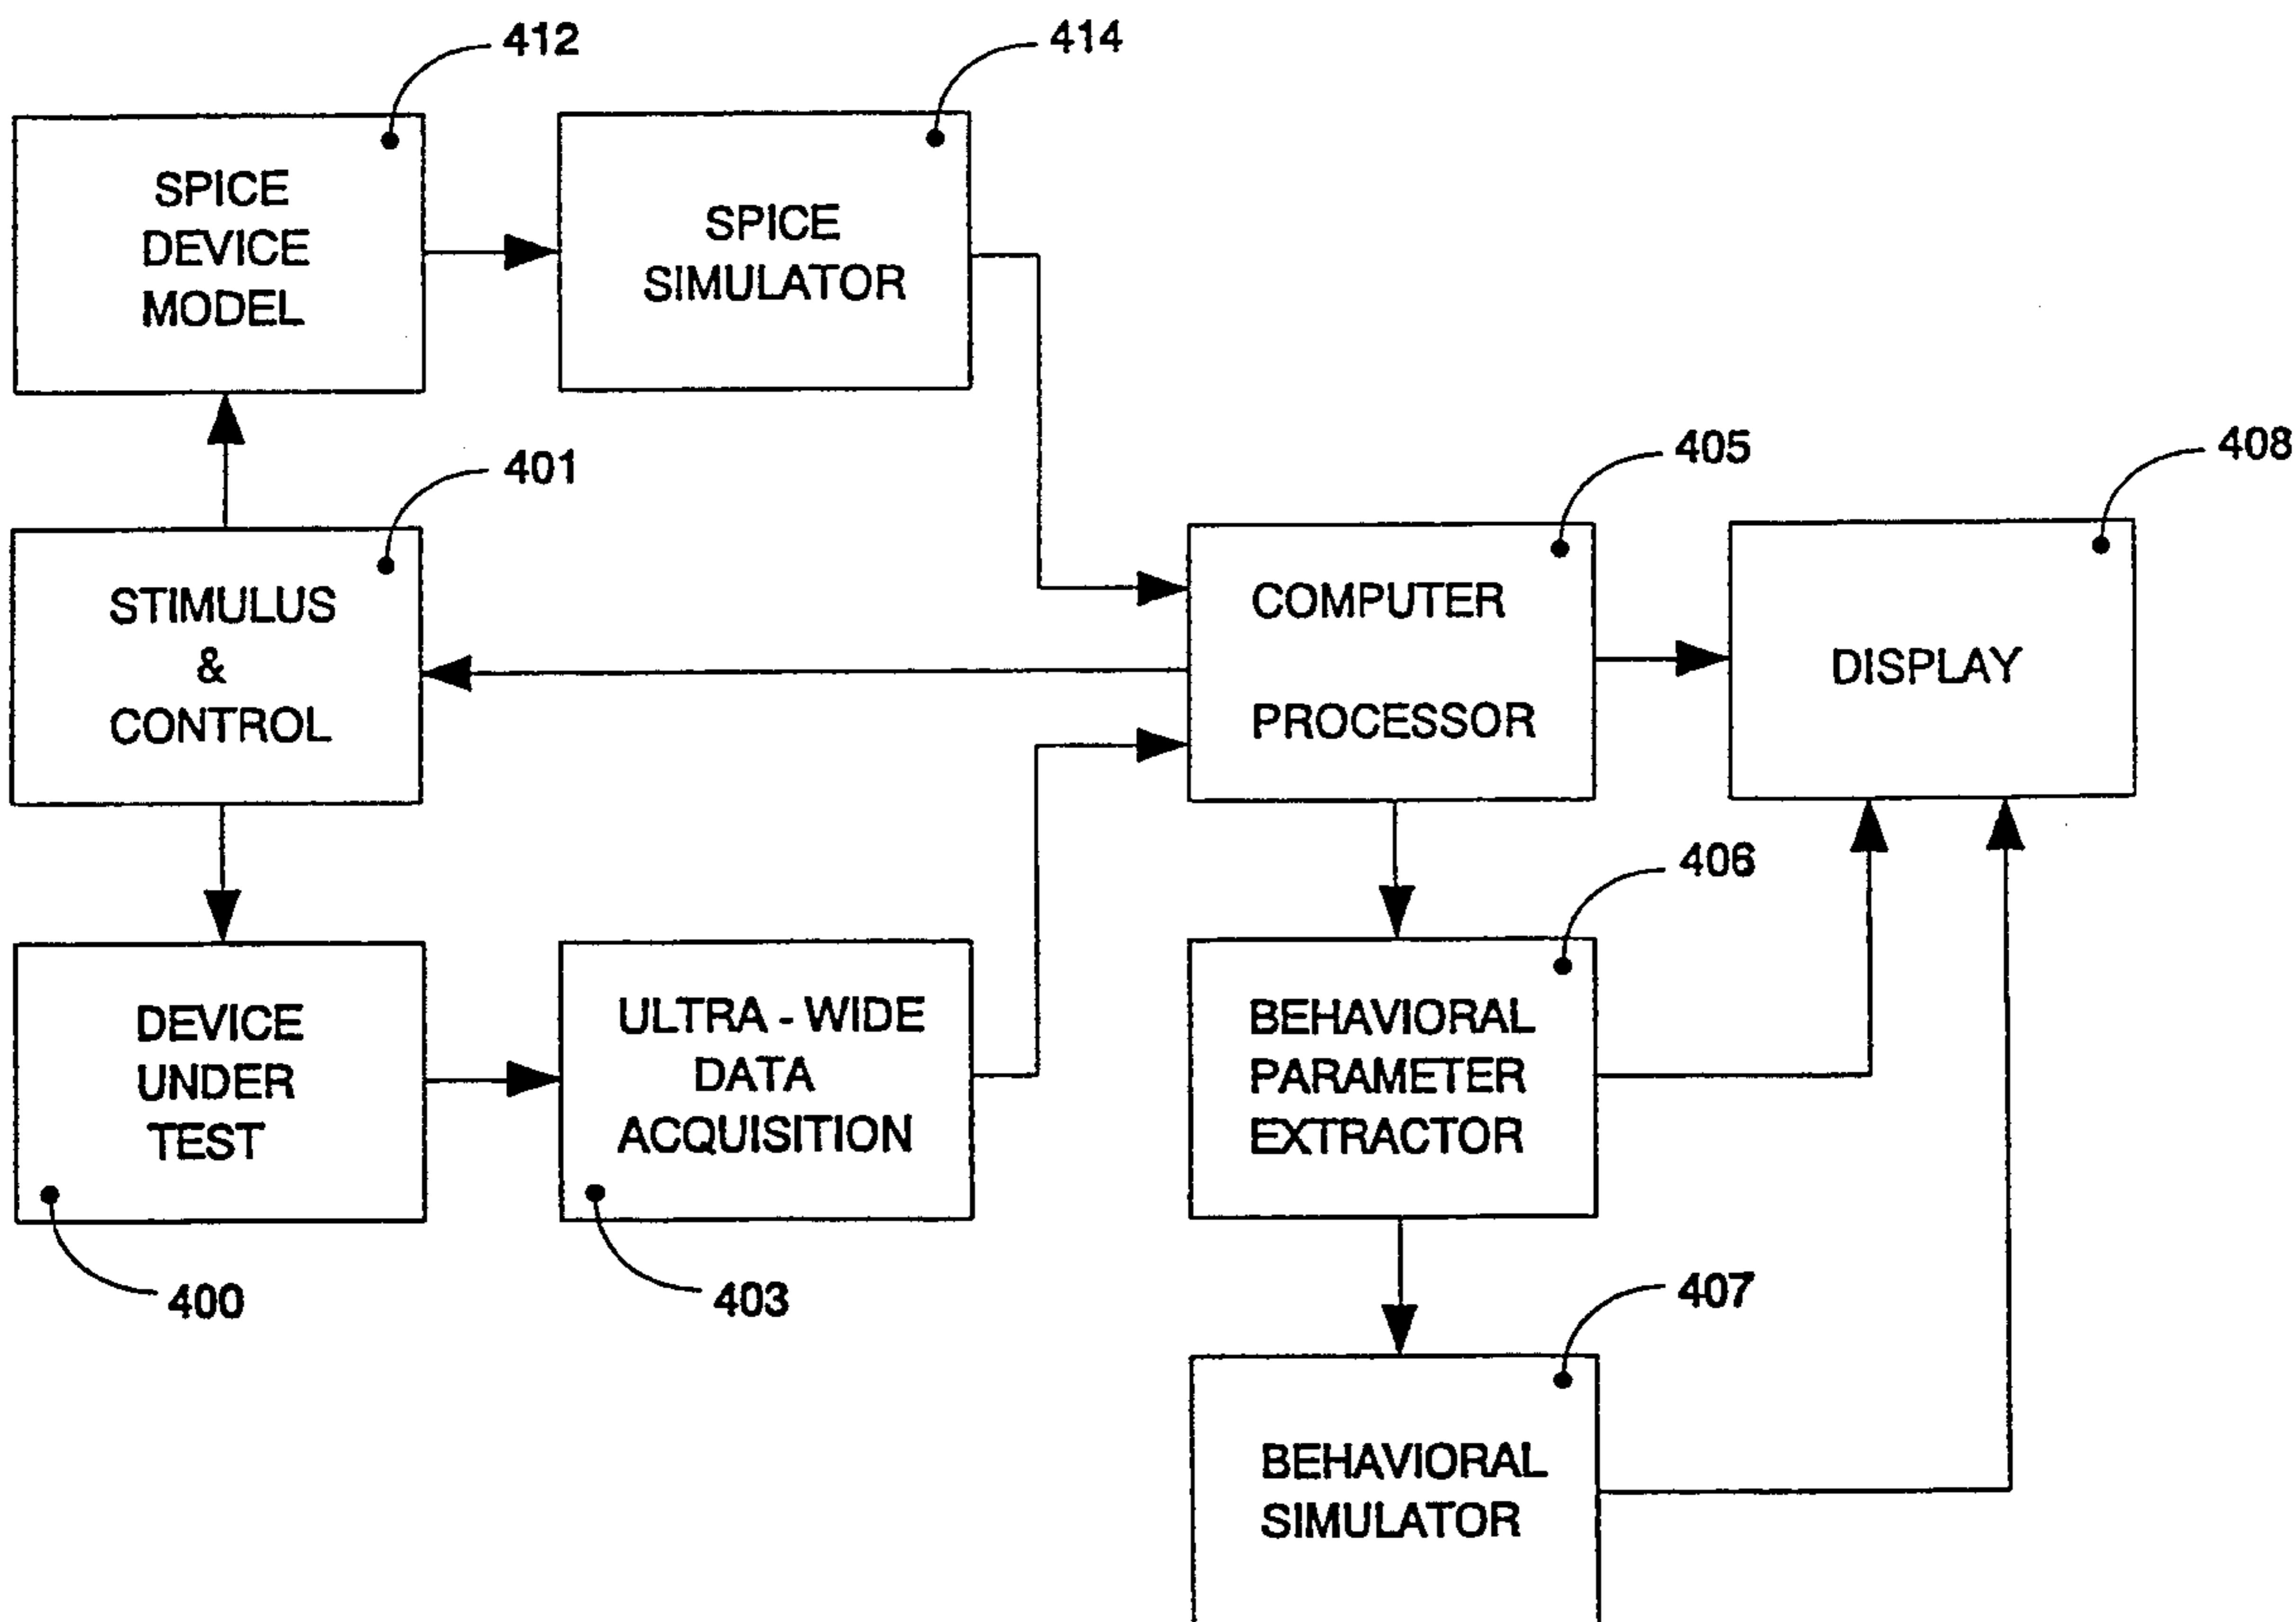 412
414
SPICE
DEVICE
MODEL
SPICE
SIMULATOR
401
405
408
STIMULUS
&
CONTROL
COMPUTER
PROCESSOR
DISPLAY
406
DEVICE
UNDER
TEST
ULTRA - WIDE
DATA
ACQUISITION
BEHAVIORAL
PARAMETER
EXTRACTOR
400
403
407
BEHAVIORAL
SIMULATOR